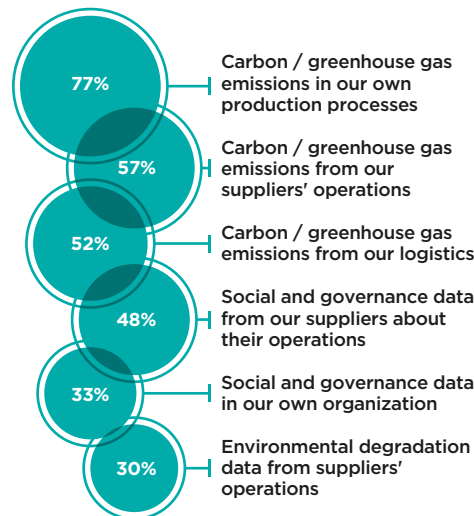 77%
Carbon / greenhouse gas
emissions in our own
production processes
57%
Carbon / greenhouse gas
emissions from our
suppliers' operations
52%
Carbon / greenhouse gas
emissions from our logistics
48%
Social and governance data
from our suppliers about
their operations
33%
Social and governance data
in our own organization
30%
Environmental degradation
data from suppliers'
operations